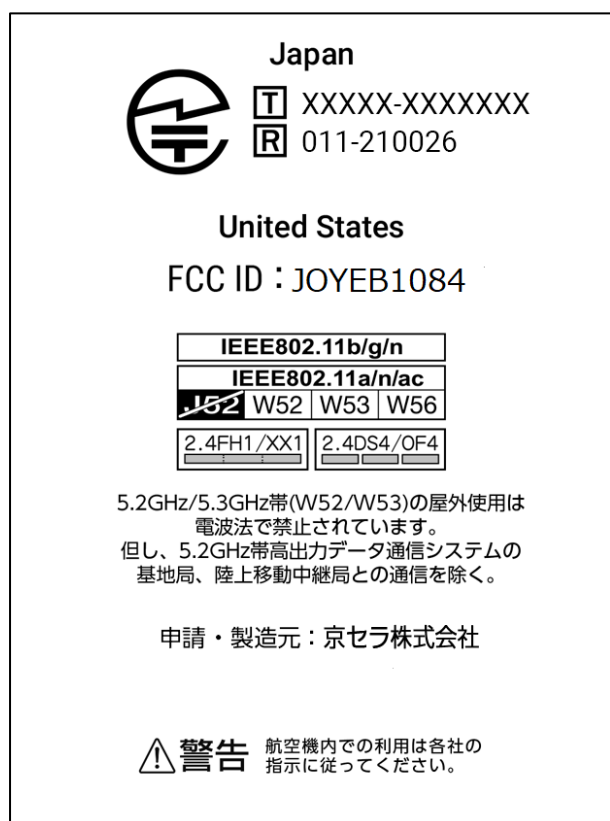 Japan
T XXXXX-XXXXXXX
R 011-210026
United States
FCC ID：JOYEB1084
IEEE802.11b/g/n
IEEE802.11a/n/ac
J52 W52 W53 W56
2.4FH1/XX1 2.4DS4/OF4
5.2GHz/5.3GHz帯(W52/W53)の屋外使用は
電波法で禁止されています。
但し、5.2GHz帯高出力データ通信システムの
基地局、陸上移動中継局との通信を除く。
申請・製造元：京セラ株式会社
警告 航空機内での利用は各社の
指示に従ってください。